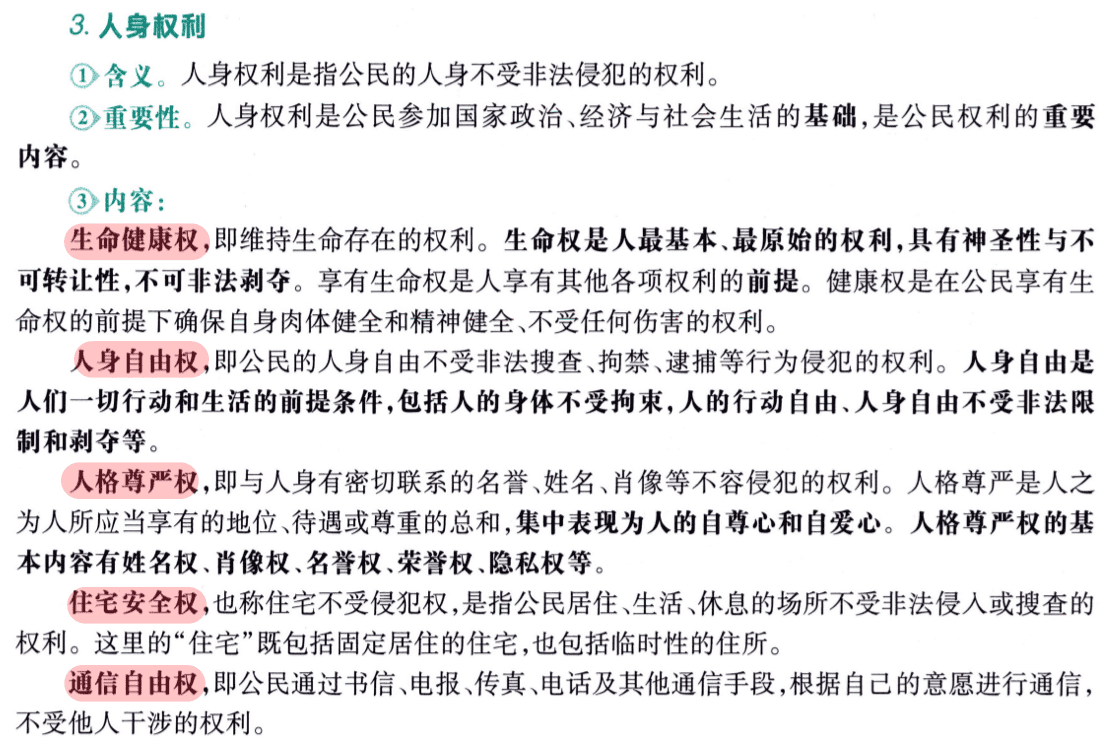 3. 人身权利
①含义。人身权利是指公民的人身不受非法侵犯的权利。
②重要性。人身权利是公民参加国家政治、经济与社会生活的基础,是公民权利的重要
内容。
③内容:
生命健康权,即维持生命存在的权利。生命权是人最基本、最原始的权利,具有神圣性与不
可转让性,不可非法剥夺。享有生命权是人享有其他各项权利的前提。健康权是在公民享有生
命权的前提下确保自身肉体健全和精神健全、不受任何伤害的权利。
人身自由权,即公民的人身自由不受非法搜查、拘禁、逮捕等行为侵犯的权利。人身自由是
人们一切行动和生活的前提条件,包括人的身体不受拘束,人的行动自由、人身自由不受非法限
制和剥夺等。
人格尊严权,即与人身有密切联系的名誉、姓名、肖像等不容侵犯的权利。人格尊严是人之
为人所应当享有的地位、待遇或尊重的总和,集中表现为人的自尊心和自爱心。人格尊严权的基
本内容有姓名权、肖像权、名誉权、荣誉权、隐私权等。
住宅安全权,也称住宅不受侵犯权,是指公民居住、生活、休息的场所不受非法侵入或搜查的
权利。这里的“住宅”既包括固定居住的住宅,也包括临时性的住所。
通信自由权,即公民通过书信、电报、传真、电话及其他通信手段,根据自己的意愿进行通信,
不受他人干涉的权利。